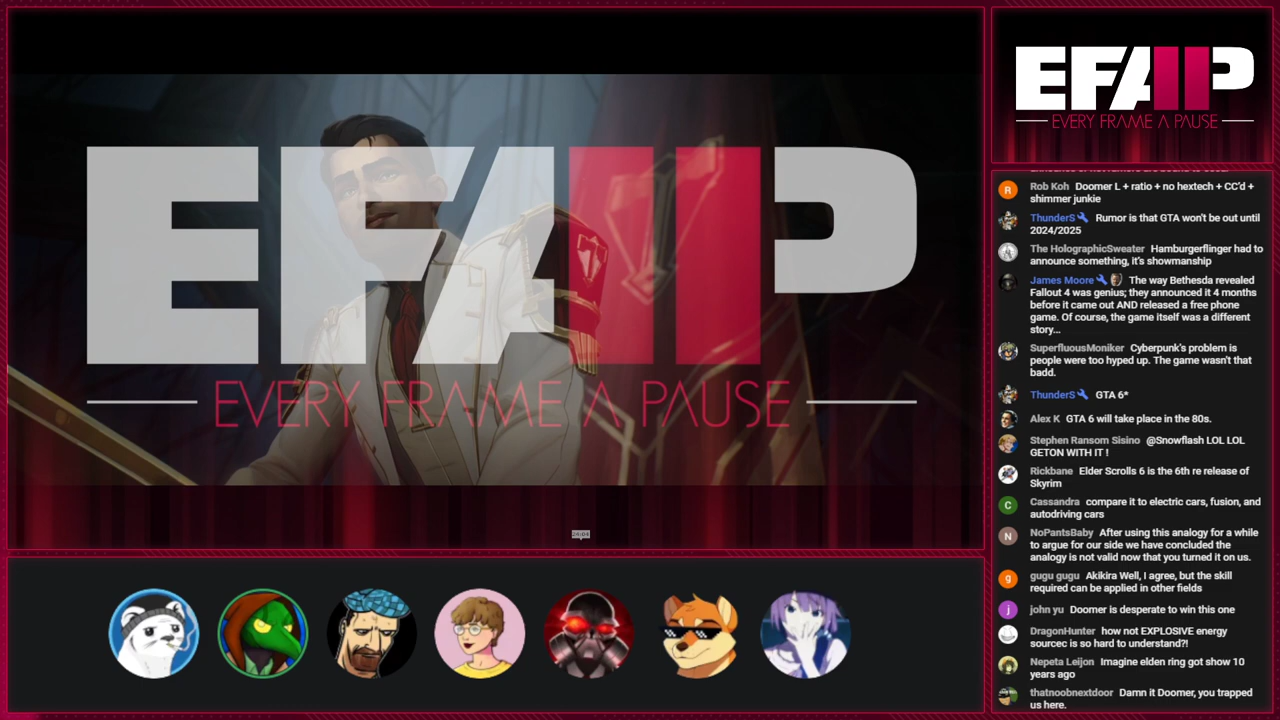 EFAP
EVERY FRAME A PAUSE
24:04
EFAP
EVERY FRAME A PAUSE
Rob Koh Doomer L + ratio + no hextech + CC'd +
shimmer junkie
ThunderS Rumor is that GTA won't be out until
2024/2025
The HolographicSweater Hamburgerflinger had to
announce something, it's showmanship
James Moore The way Bethesda revealed
Fallout 4 was genius; they announced it 4 months
before it came out AND released a free phone
game. Of course, the game itself was a different
story...
SuperfluousMoniker Cyberpunk's problem is
people were too hyped up. The game wasn't that
badd.
ThunderS GTA 6*
Alex K GTA 6 will take place in the 80s.
Stephen Ransom Sisino @Snowflash LOL LOL
GETON WITH IT !
Rickbane Elder Scrolls 6 is the 6th re release of
Skyrim
C
Cassandra compare it to electric cars, fusion, and
autodriving cars
N
NoPantsBaby After using this analogy for a while
to argue for our side we have concluded the
analogy is not valid now that you turned it on us.
g
gugu gugu Akikira Well, I agree, but the skill
required can be applied in other fields
j
john yu Doomer is desperate to win this one
DragonHunter how not EXPLOSIVE energy
sourcec is so hard to understand?!
Nepeta Leijon Imagine elden ring got show 10
years ago
thatnoobnextdoor Damn it Doomer, you trapped
us here.